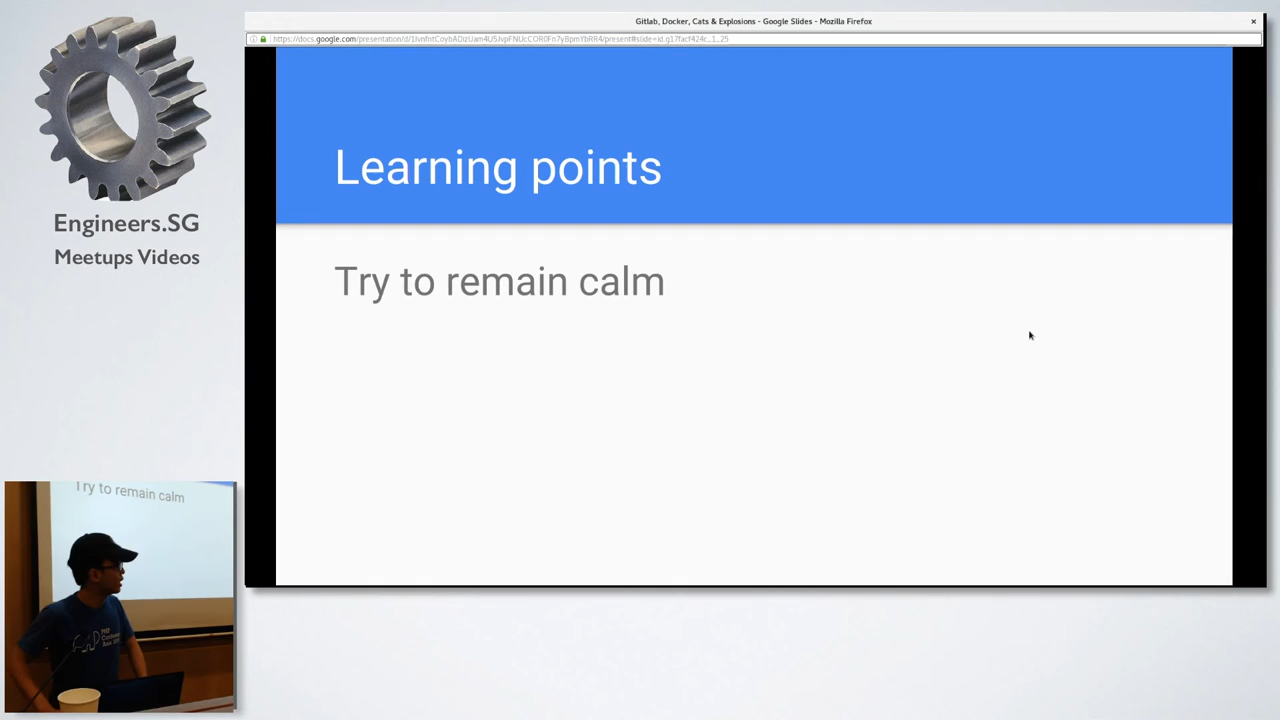 Gitlab, Docker, Cats & Explosions - Google Slides - Mozilla Firefox
Learning points
Try to remain calm
Engineers.SG
Meetups Videos
Try to remain calm
PHP